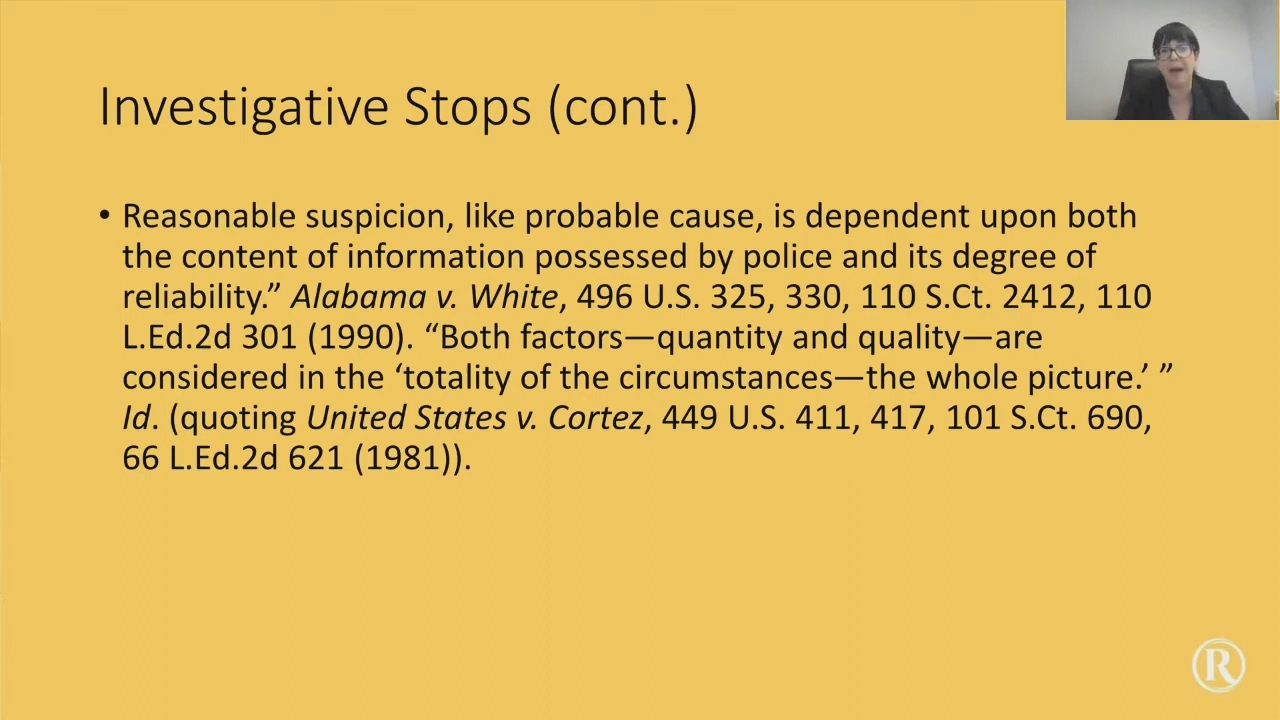 Investigative Stops (cont.)
• Reasonable suspicion, like probable cause, is dependent upon both
the content of information possessed by police and its degree of
reliability.” Alabama v. White, 496 U.S. 325, 330, 110 S.Ct. 2412, 110
L.Ed.2d 301 (1990). “Both factors—quantity and quality—are
considered in the ‘totality of the circumstances—the whole picture.’ ”
Id. (quoting United States v. Cortez, 449 U.S. 411, 417, 101 S.Ct. 690,
66 L.Ed.2d 621 (1981)).
R